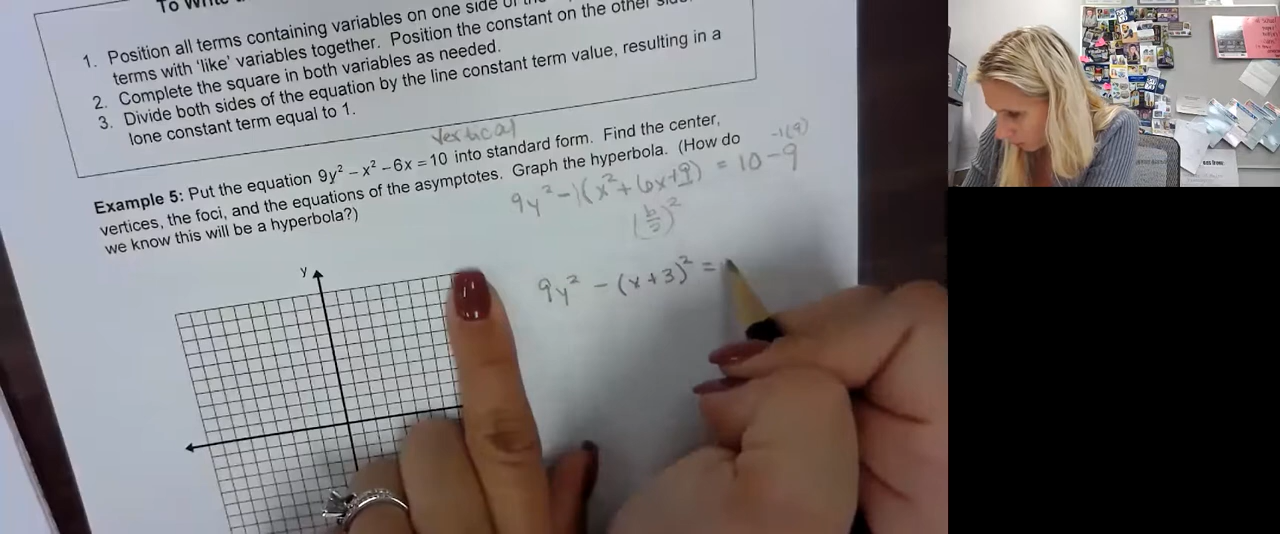 To Write
1. Position all terms containing variables on one side of
terms with 'like' variables together. Position the constant on the other side.
2. Complete the square in both variables as needed.
3. Divide both sides of the equation by the line constant term value, resulting in a
lone constant term equal to 1.
vertical
Example 5: Put the equation 9y² − x² − 6x = 10 into standard form. Find the center,
vertices, the foci, and the equations of the asymptotes. Graph the hyperbola. (How do
we know this will be a hyperbola?)
-1(9)
9y² - 1(x² + 6x + 9) = 10 - 9
(b/2)²
9y² - (x + 3)² =
y